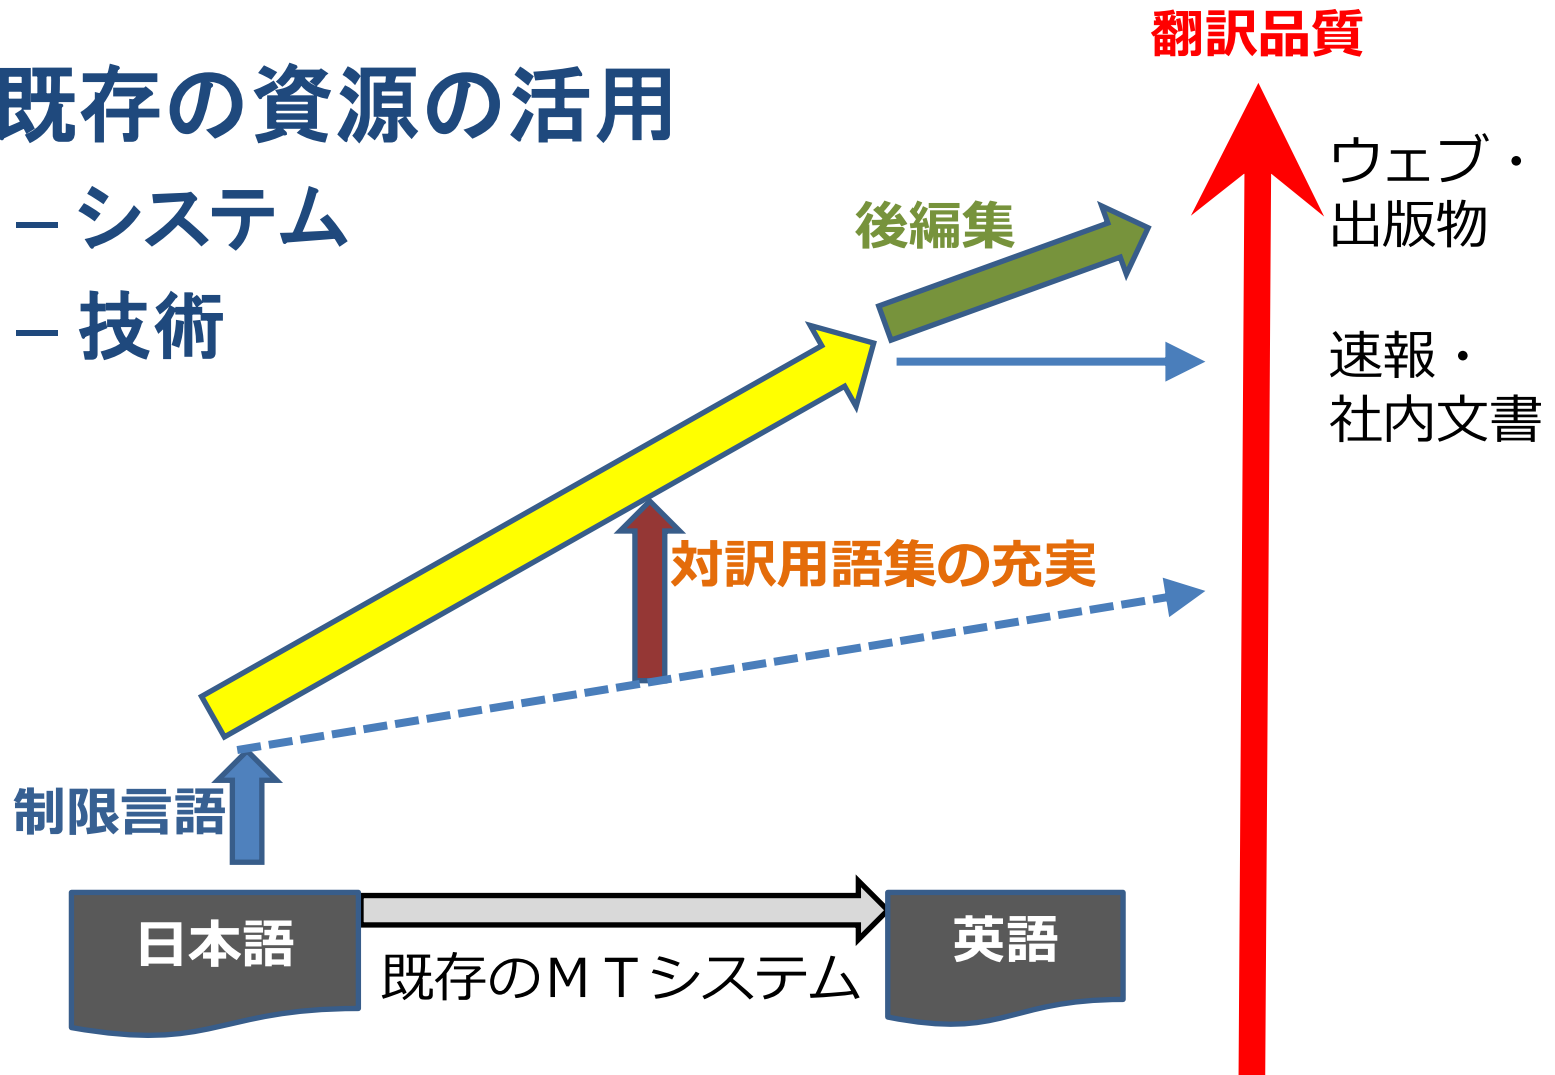 翻訳品質
既存の資源の活用
– システム
– 技術
ウェブ・
出版物
後編集
速報・
社内文書
対訳用語集の充実
制限言語
日本語
英語
既存のＭＴシステム